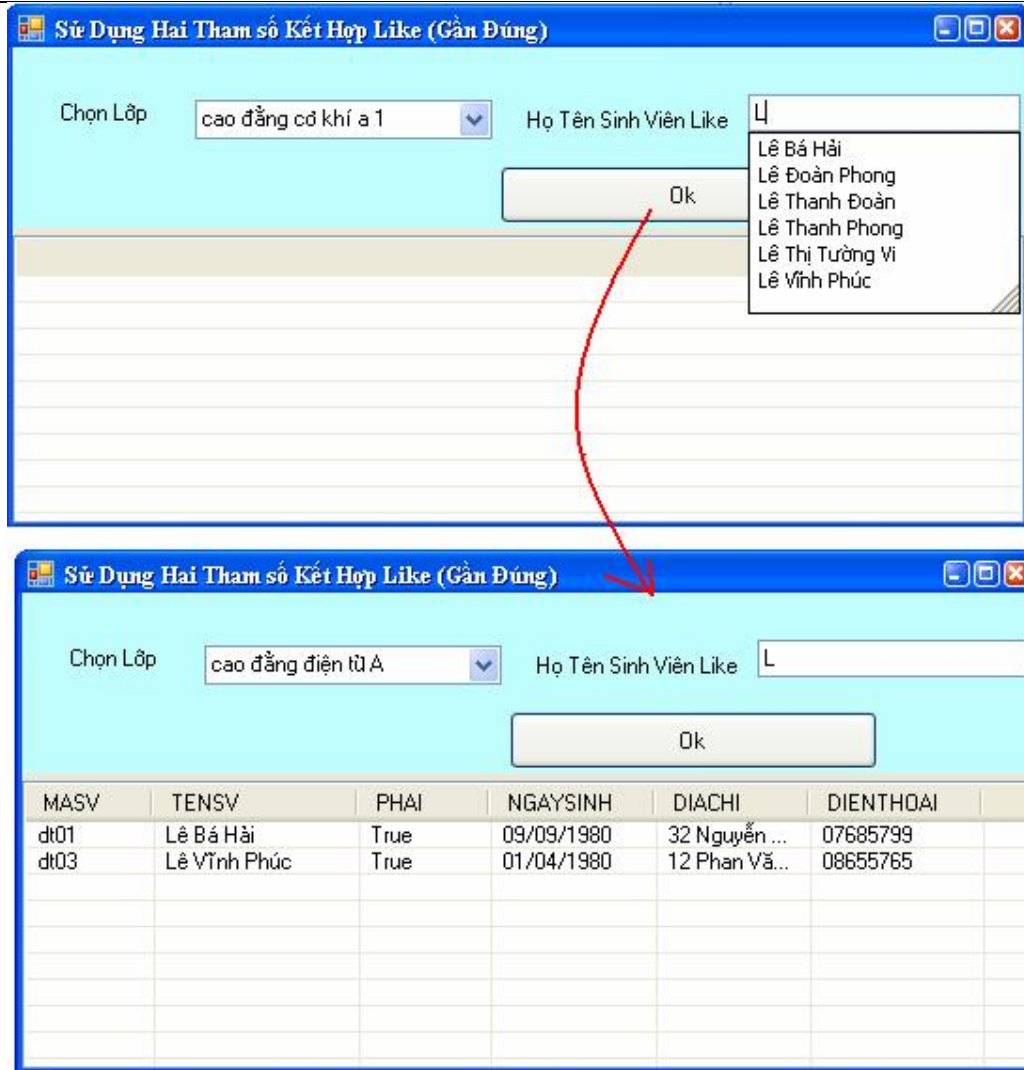 Sử Dụng Hai Tham số Kết Hợp Like (Gần Đúng)
Chọn Lớp
cao đẳng cơ khí a 1
Họ Tên Sinh Viên Like
L
Lê Bá Hải
Lê Đoàn Phong
Lê Thanh Đoàn
Lê Thanh Phong
Lê Thị Tường Vi
Lê Vĩnh Phúc
Ok
Sử Dụng Hai Tham số Kết Hợp Like (Gần Đúng)
Chọn Lớp
cao đẳng điện tử A
Họ Tên Sinh Viên Like
L
Ok
MASV TENSV PHAI NGAYSINH DIACHI DIENTHOAI
dt01 Lê Bá Hải True 09/09/1980 32 Nguyễn ... 07685799
dt03 Lê Vĩnh Phúc True 01/04/1980 12 Phan Vă... 08655765